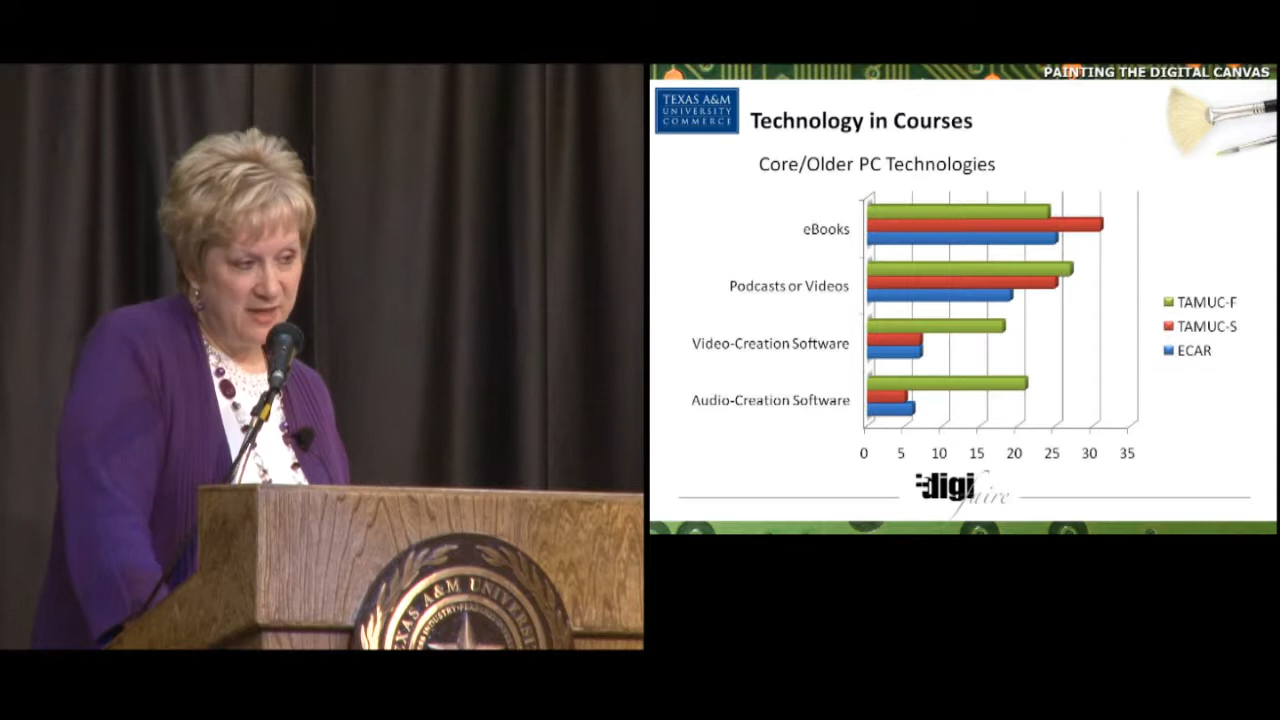 PAINTING THE DIGITAL CANVAS
TEXAS A&M
UNIVERSITY
COMMERCE
Technology in Courses
Core/Older PC Technologies
eBooks
Podcasts or Videos
Video-Creation Software
Audio-Creation Software
TAMUC-F
TAMUC-S
ECAR
0 5 10 15 20 25 30 35
digi
faire
TEXAS A&M UNIVERSI
INDUSTRY